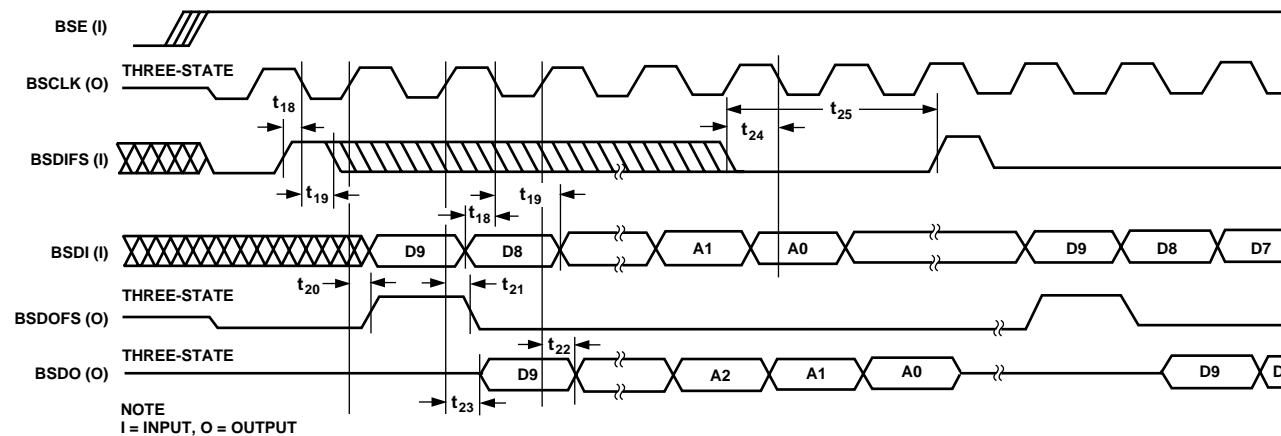 BSE (I)
THREE-STATE
BSCLK (O)
t18
t25
t24
BSDIFS (I)
t19
t19
t18
BSDI (I)
D9
D8
A1
A0
D9
D8
D7
t20
t21
THREE-STATE
BSDOFS (O)
t22
THREE-STATE
BSDO (O)
D9
A2
A1
A0
D9
D
t23
NOTE
I = INPUT, O = OUTPUT